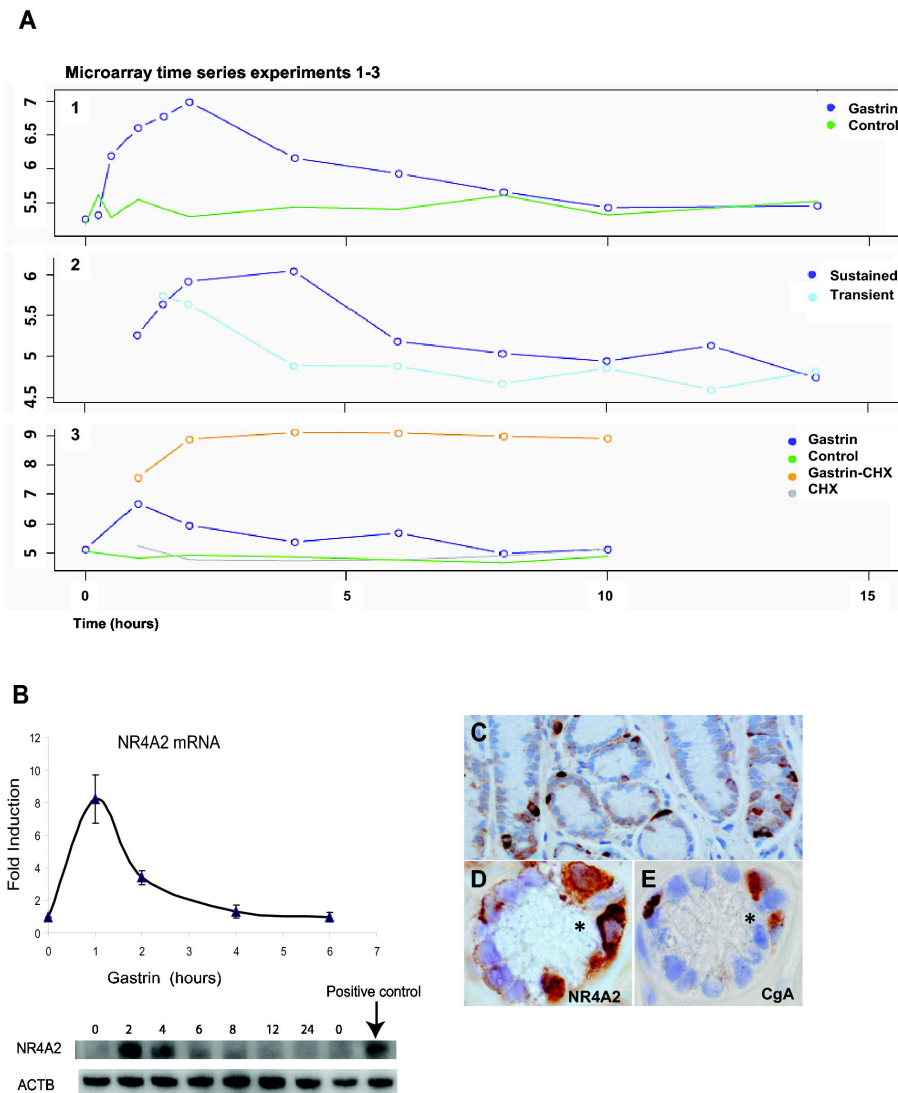 A
Microarray time series experiments 1-3
1
7
6.5
6
5.5
Gastrin
Control
2
6
5.5
5
4.5
Sustained
Transient
3
9
8
7
6
5
Gastrin
Control
Gastrin-CHX
CHX
0 5 10 15
Time (hours)
B
NR4A2 mRNA
Fold Induction
12
10
8
6
4
2
0
0 1 2 3 4 5 6 7
Gastrin (hours)
Positive control
0 2 4 6 8 12 24 0
NR4A2
ACTB
C
D
*
NR4A2
E
*
CgA